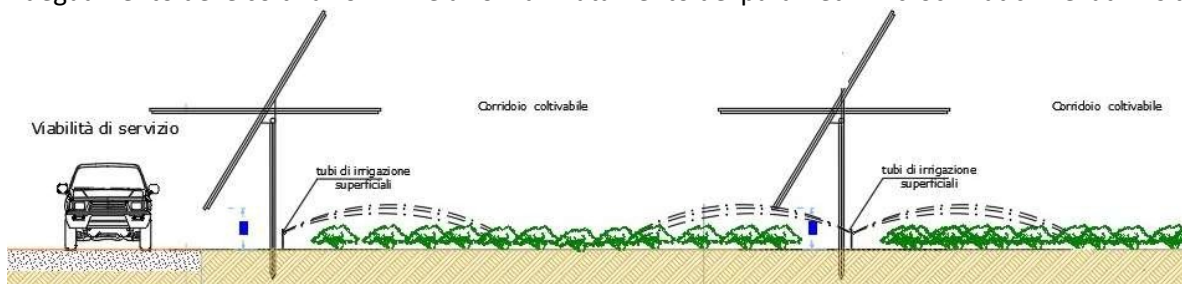 Corridoio coltivabile
Corridoio coltivabile
Viabilità di servizio
tubi di irrigazione
superficiali
tubi di irrigazione
superficiali